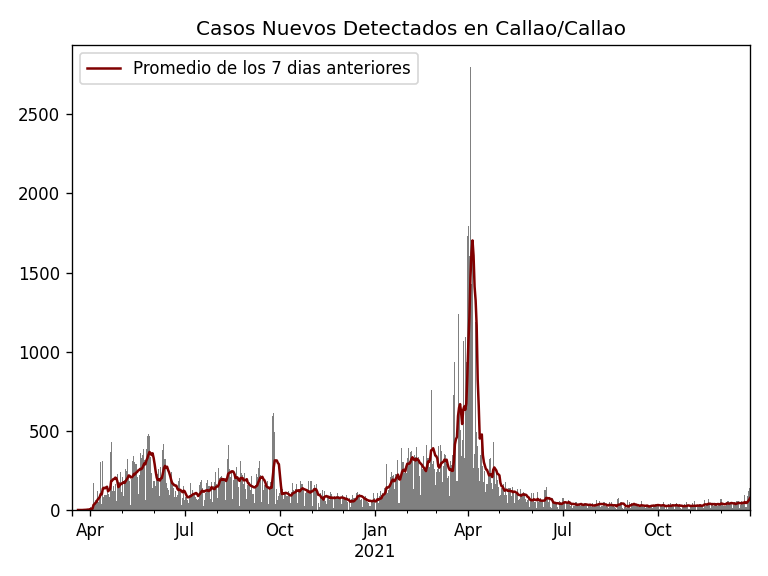 Casos Nuevos Detectados en Callao/Callao
Promedio de los 7 dias anteriores
2500
2000
1500
1000
500
0
Apr Jul Oct Jan Apr Jul Oct
2021